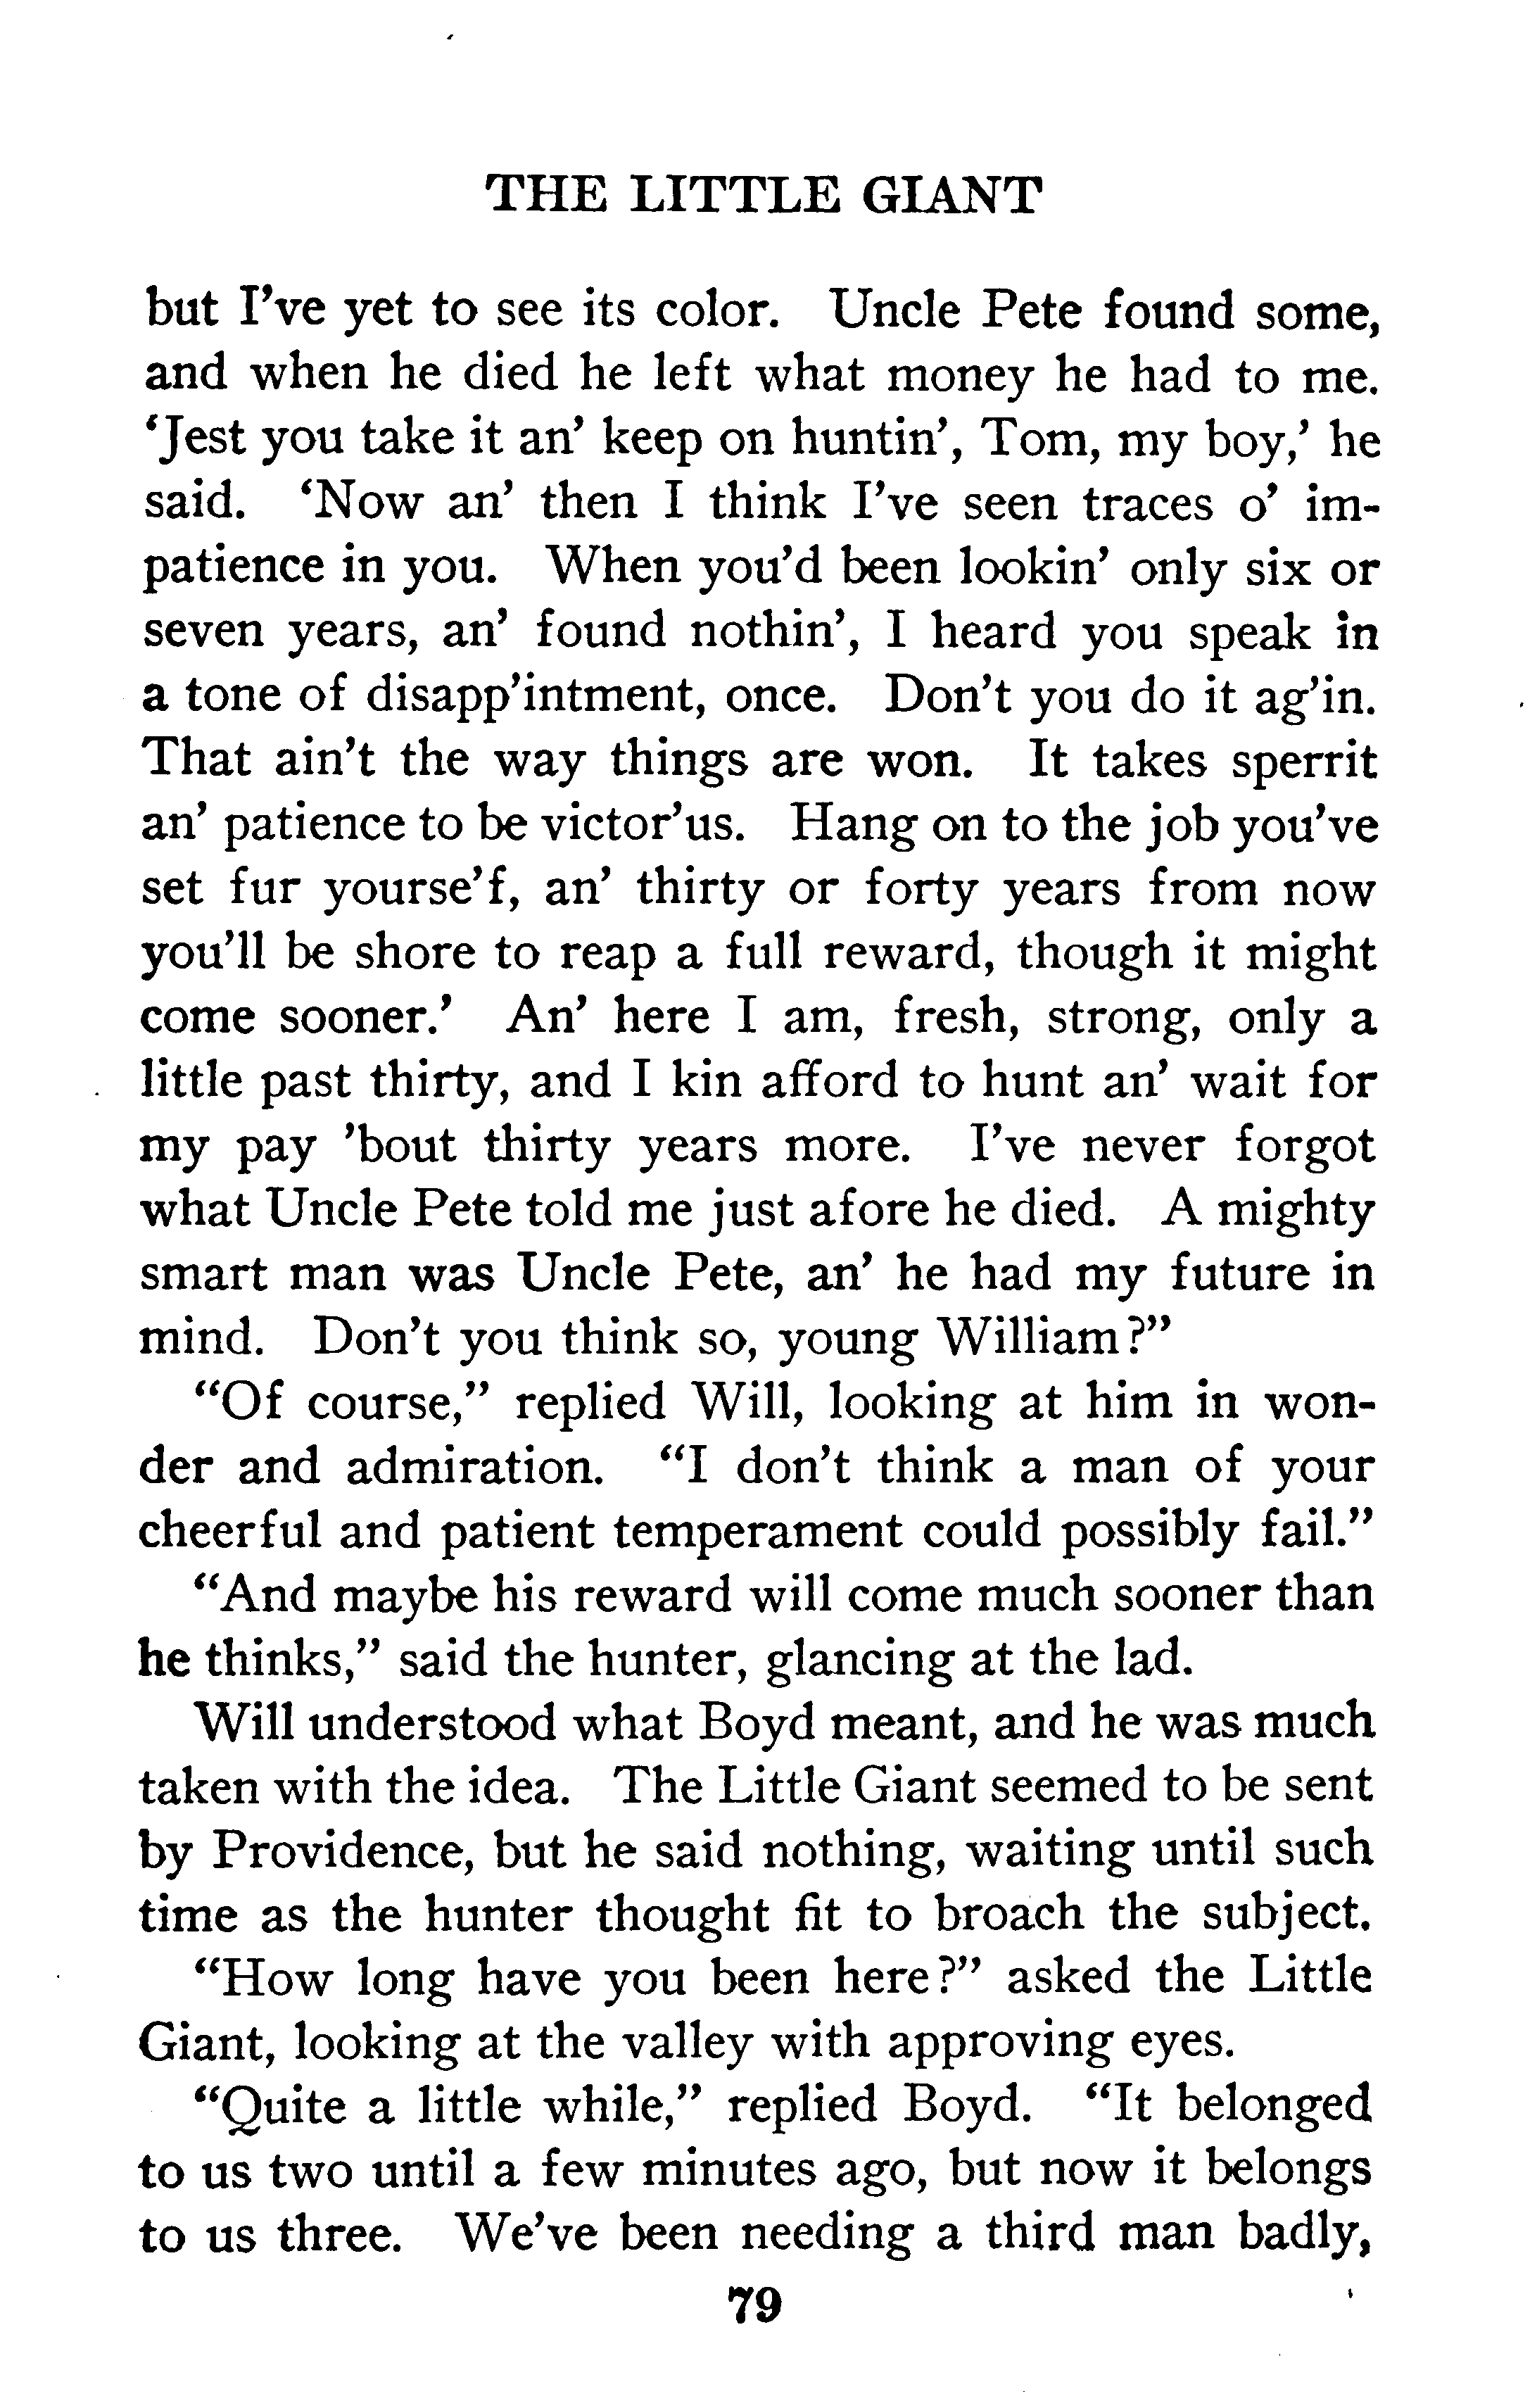 THE LITTLE GIANT
but I've yet to see its color. Uncle Pete found some,
and when he died he left what money he had to me.
‘Jest you take it an’ keep on huntin’, Tom, my boy,’ he
said. ‘Now an’ then I think I've seen traces o’ im-
patience in you. When you'd been lookin’ only six or
seven years, an’ found nothin’, I heard you speak in
a tone of disapp'intment, once. Don't you do it ag'in.
That ain't the way things are won. It takes sperrit
an’ patience to be victor'us. Hang on to the job you've
set fur yourse'f, an’ thirty or forty years from now
you'll be shore to reap a full reward, though it might
come sooner.’ An’ here I am, fresh, strong, only a
little past thirty, and I kin afford to hunt an’ wait for
my pay ’bout thirty years more. I've never forgot
what Uncle Pete told me just afore he died. A mighty
smart man was Uncle Pete, an’ he had my future in
mind. Don't you think so, young William?”
“Of course,” replied Will, looking at him in won-
der and admiration. “I don't think a man of your
cheerful and patient temperament could possibly fail.”
“And maybe his reward will come much sooner than
he thinks,” said the hunter, glancing at the lad.
Will understood what Boyd meant, and he was much
taken with the idea. The Little Giant seemed to be sent
by Providence, but he said nothing, waiting until such
time as the hunter thought fit to broach the subject.
“How long have you been here?” asked the Little
Giant, looking at the valley with approving eyes.
“Quite a little while,” replied Boyd. “It belonged
to us two until a few minutes ago, but now it belongs
to us three. We've been needing a third man badly,
79